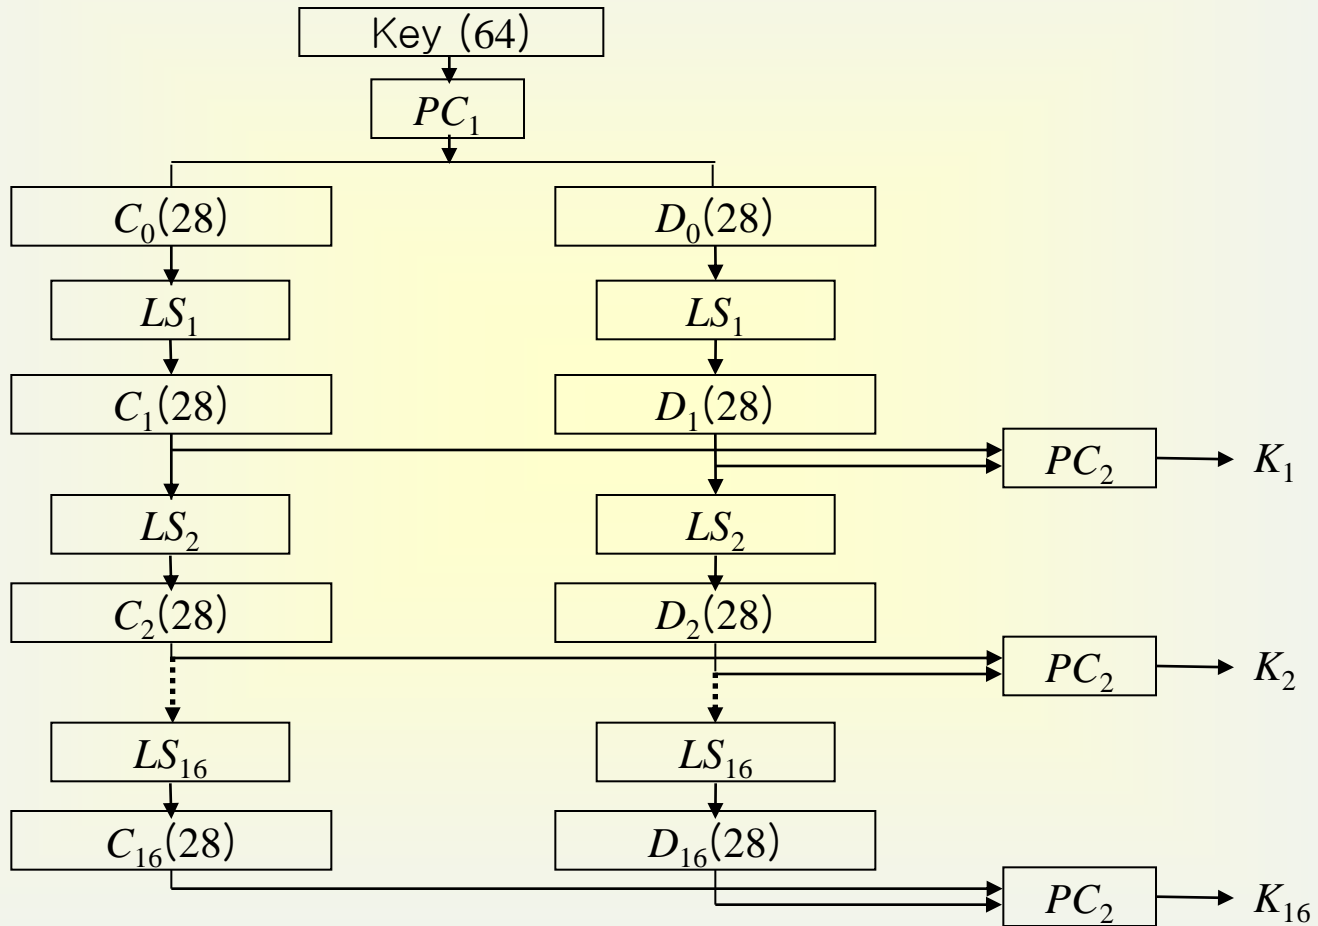 Key (64)
PC₁
C₀(28) D₀(28)
LS₁ LS₁
C₁(28) D₁(28)
PC₂ K₁
LS₂ LS₂
C₂(28) D₂(28)
PC₂ K₂
LS₁₆ LS₁₆
C₁₆(28) D₁₆(28)
PC₂ K₁₆